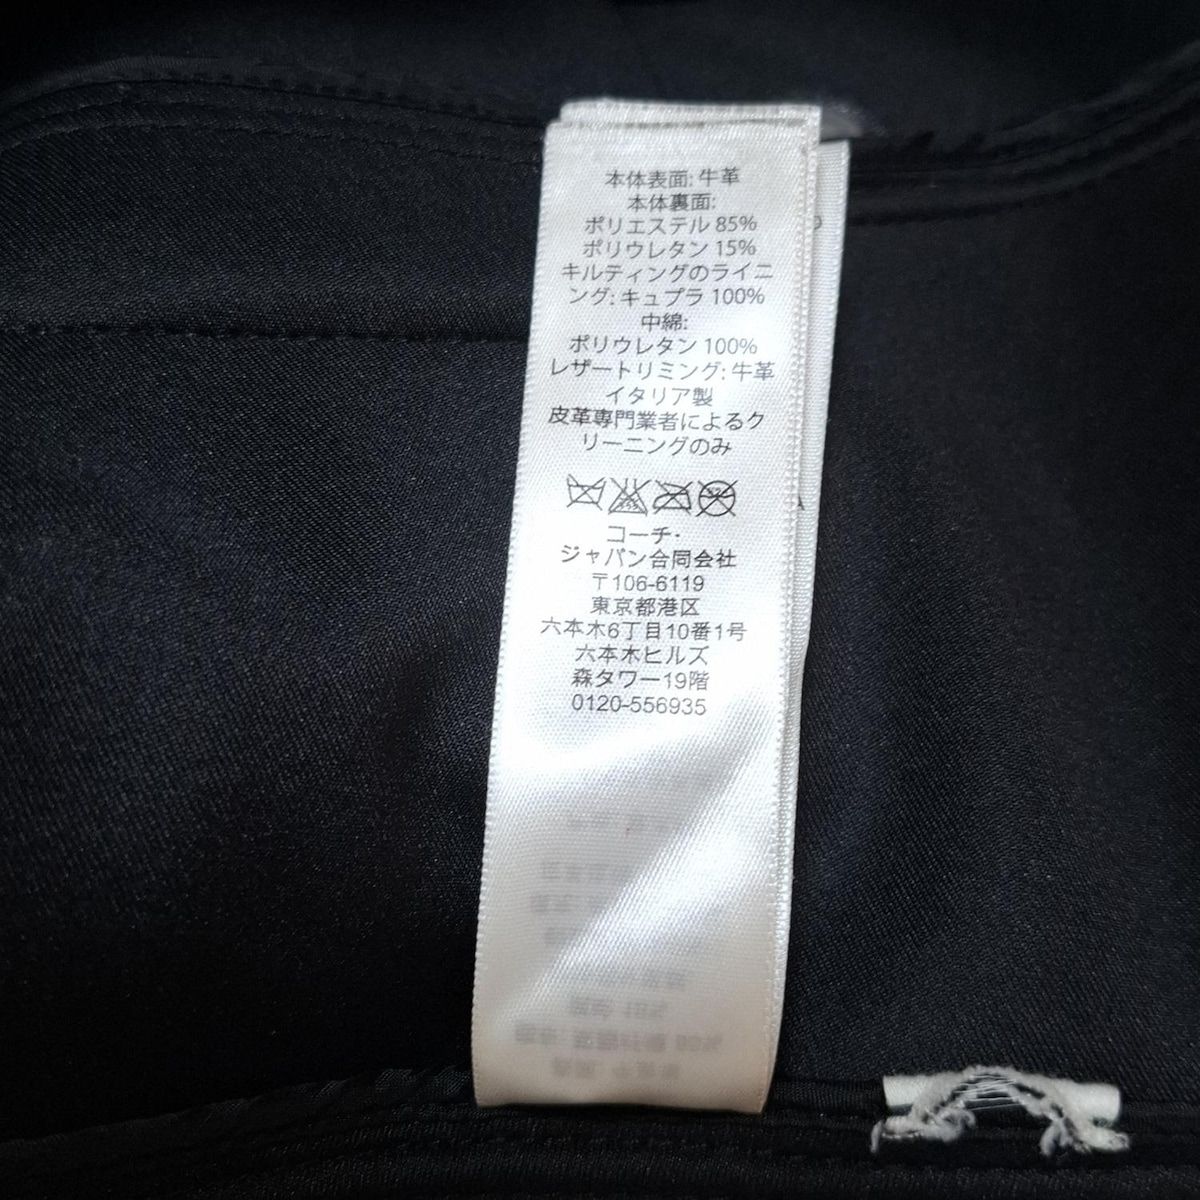 本体表面: 牛革
本体裏面:
ポリエステル 85%
ポリウレタン 15%
キルティングのライニ
ング: キュプラ 100%
中綿:
ポリウレタン 100%
レザートリミング: 牛革
イタリア製
皮革専門業者によるク
リーニングのみ
コーチ・
ジャパン合同会社
〒106-6119
東京都港区
六本木6丁目10番1号
六本木ヒルズ
森タワー19階
0120-556935